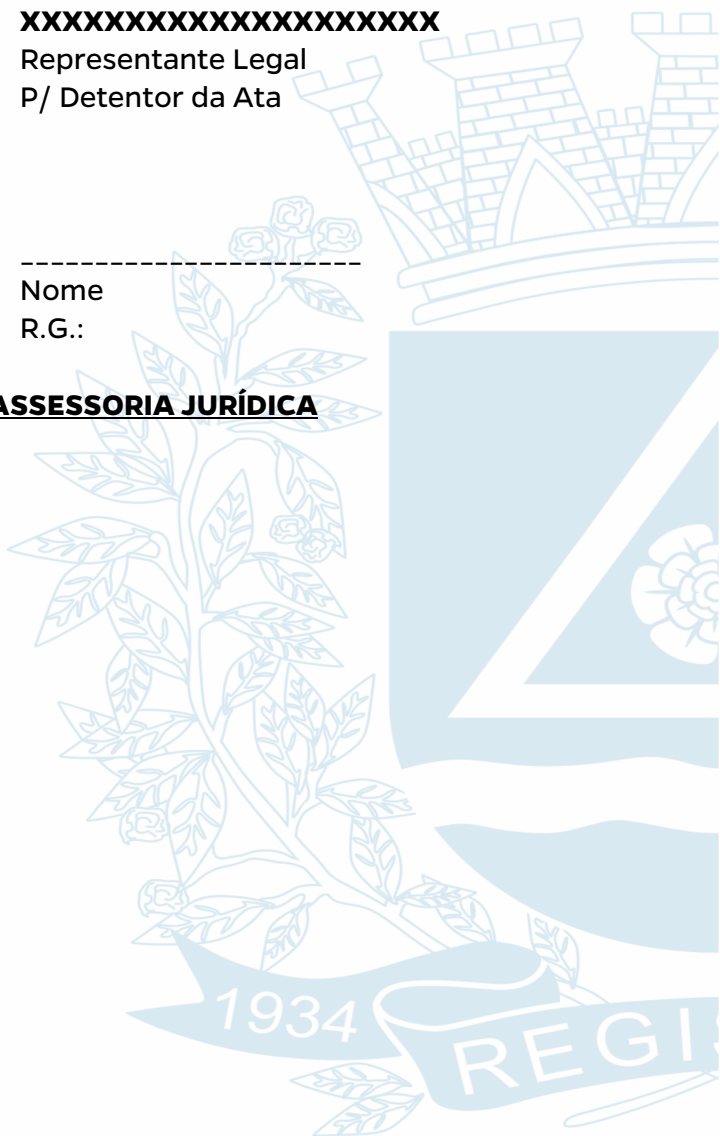 XXXXXXXXXXXXXXXXXXXX
Representante Legal
P/ Detentor da Ata
_______________________
Nome
R.G.:
ASSESSORIA JURÍDICA
1934
REGIS